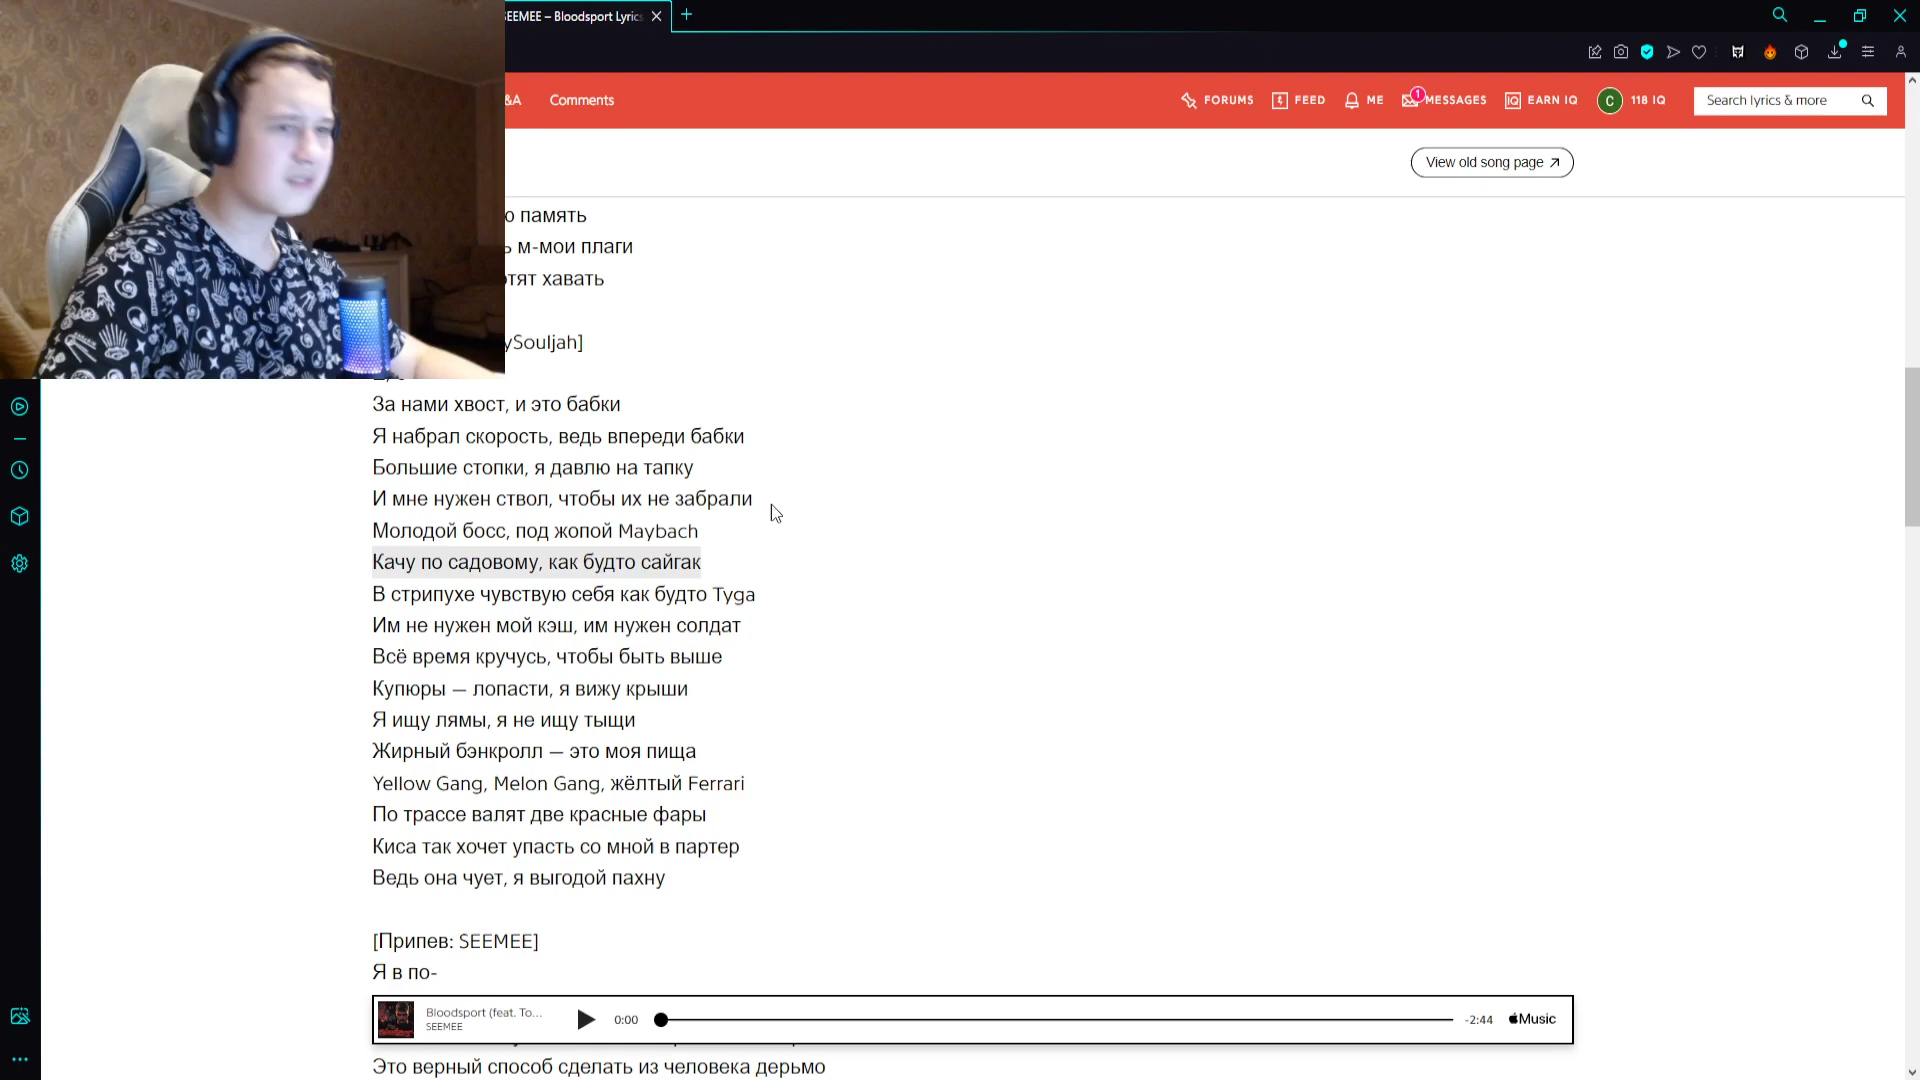 SEEMEE – Bloodsport Lyrics
&A
Comments
FORUMS
FEED
ME
1
MESSAGES
EARN IQ
C
118 IQ
Search lyrics & more
View old song page
память
м-мои плаги
хавать
За нами хвост, и это бабки
Я набрал скорость, ведь впереди бабки
Большие стопки, я давлю на тапку
И мне нужен ствол, чтобы их не забрали
Молодой босс, под жопой Maybach
Качу по садовому, как будто сайгак
В стрипухе чувствую себя как будто Tyga
Им не нужен мой кэш, им нужен солдат
Всё время кручусь, чтобы быть выше
Купюры — лопасти, я вижу крыши
Я ищу лямы, я не ищу тыщи
Жирный бэнкролл — это моя пища
Yellow Gang, Melon Gang, жёлтый Ferrari
По трассе валят две красные фары
Киса так хочет упасть со мной в партер
Ведь она чует, я выгодой пахну
[Припев: SEEMEE]
Я в по-
Bloodsport (feat. To...
SEEMEE
0:00
-2:44
Music
Это верный способ сделать из человека дерьмо